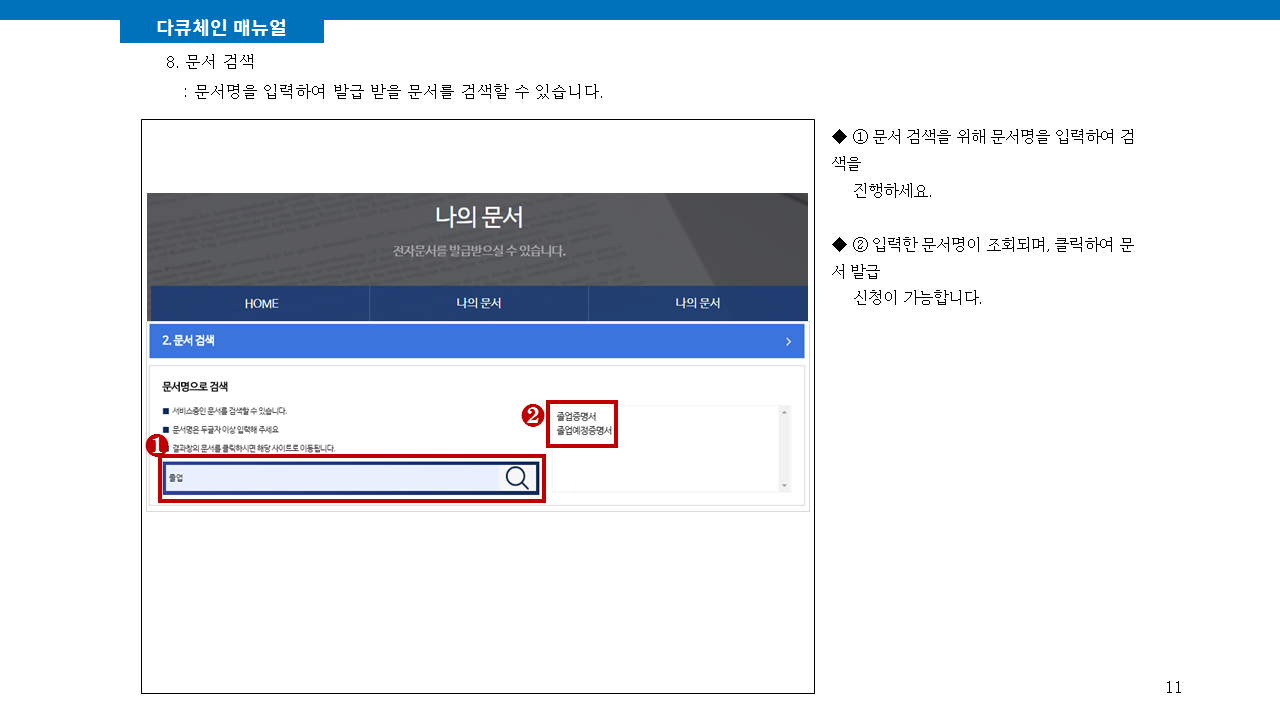 다큐체인 매뉴얼
8. 문서 검색
: 문서명을 입력하여 발급 받을 문서를 검색할 수 있습니다.
나의 문서
전자문서를 발급받으실 수 있습니다.
HOME 나의 문서 나의 문서
2. 문서 검색
문서명으로 검색
■ 서비스중인 문서를 검색할 수 있습니다.
■ 문서명은 두글자 이상 입력해 주세요
■ 결과창의 문서를 클릭하시면 해당 사이트로 이동됩니다.
❶
졸업
❷
졸업증명서
졸업예정증명서
◆ ① 문서 검색을 위해 문서명을 입력하여 검
색을
진행하세요.
◆ ② 입력한 문서명이 조회되며, 클릭하여 문
서 발급
신청이 가능합니다.
11